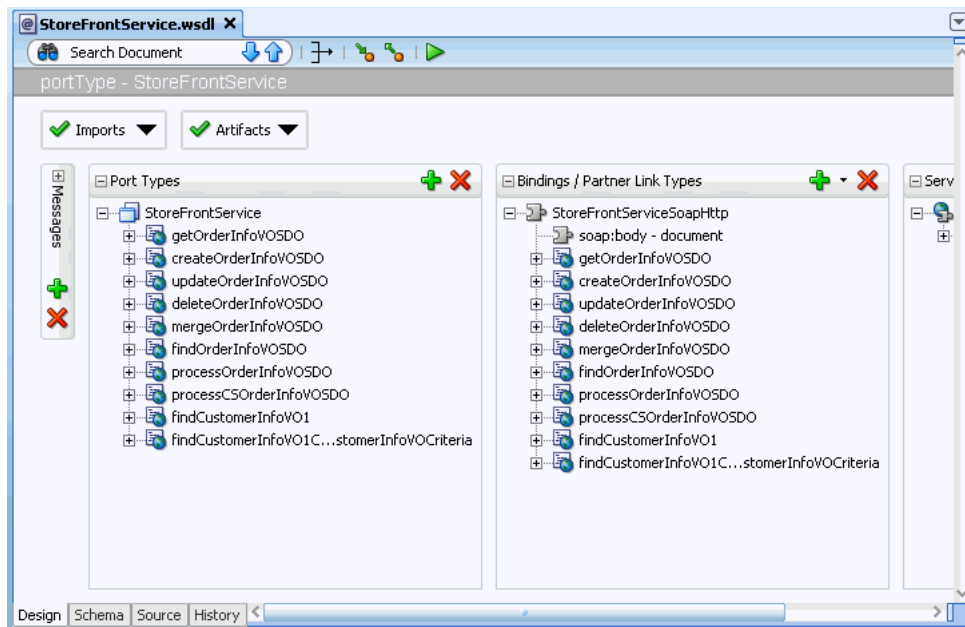 StoreFrontService.wsdl
Search Document
portType - StoreFrontService
Imports
Artifacts
Messages
Port Types
StoreFrontService
getOrderInfoVOSDO
createOrderInfoVOSDO
updateOrderInfoVOSDO
deleteOrderInfoVOSDO
mergeOrderInfoVOSDO
findOrderInfoVOSDO
processOrderInfoVOSDO
processCSOrderInfoVOSDO
findCustomerInfoVO1
findCustomerInfoVO1C...stomerInfoVOCriteria
Bindings / Partner Link Types
StoreFrontServiceSoapHttp
soap:body - document
getOrderInfoVOSDO
createOrderInfoVOSDO
updateOrderInfoVOSDO
deleteOrderInfoVOSDO
mergeOrderInfoVOSDO
findOrderInfoVOSDO
processOrderInfoVOSDO
processCSOrderInfoVOSDO
findCustomerInfoVO1
findCustomerInfoVO1C...stomerInfoVOCriteria
Serv
Design Schema Source History